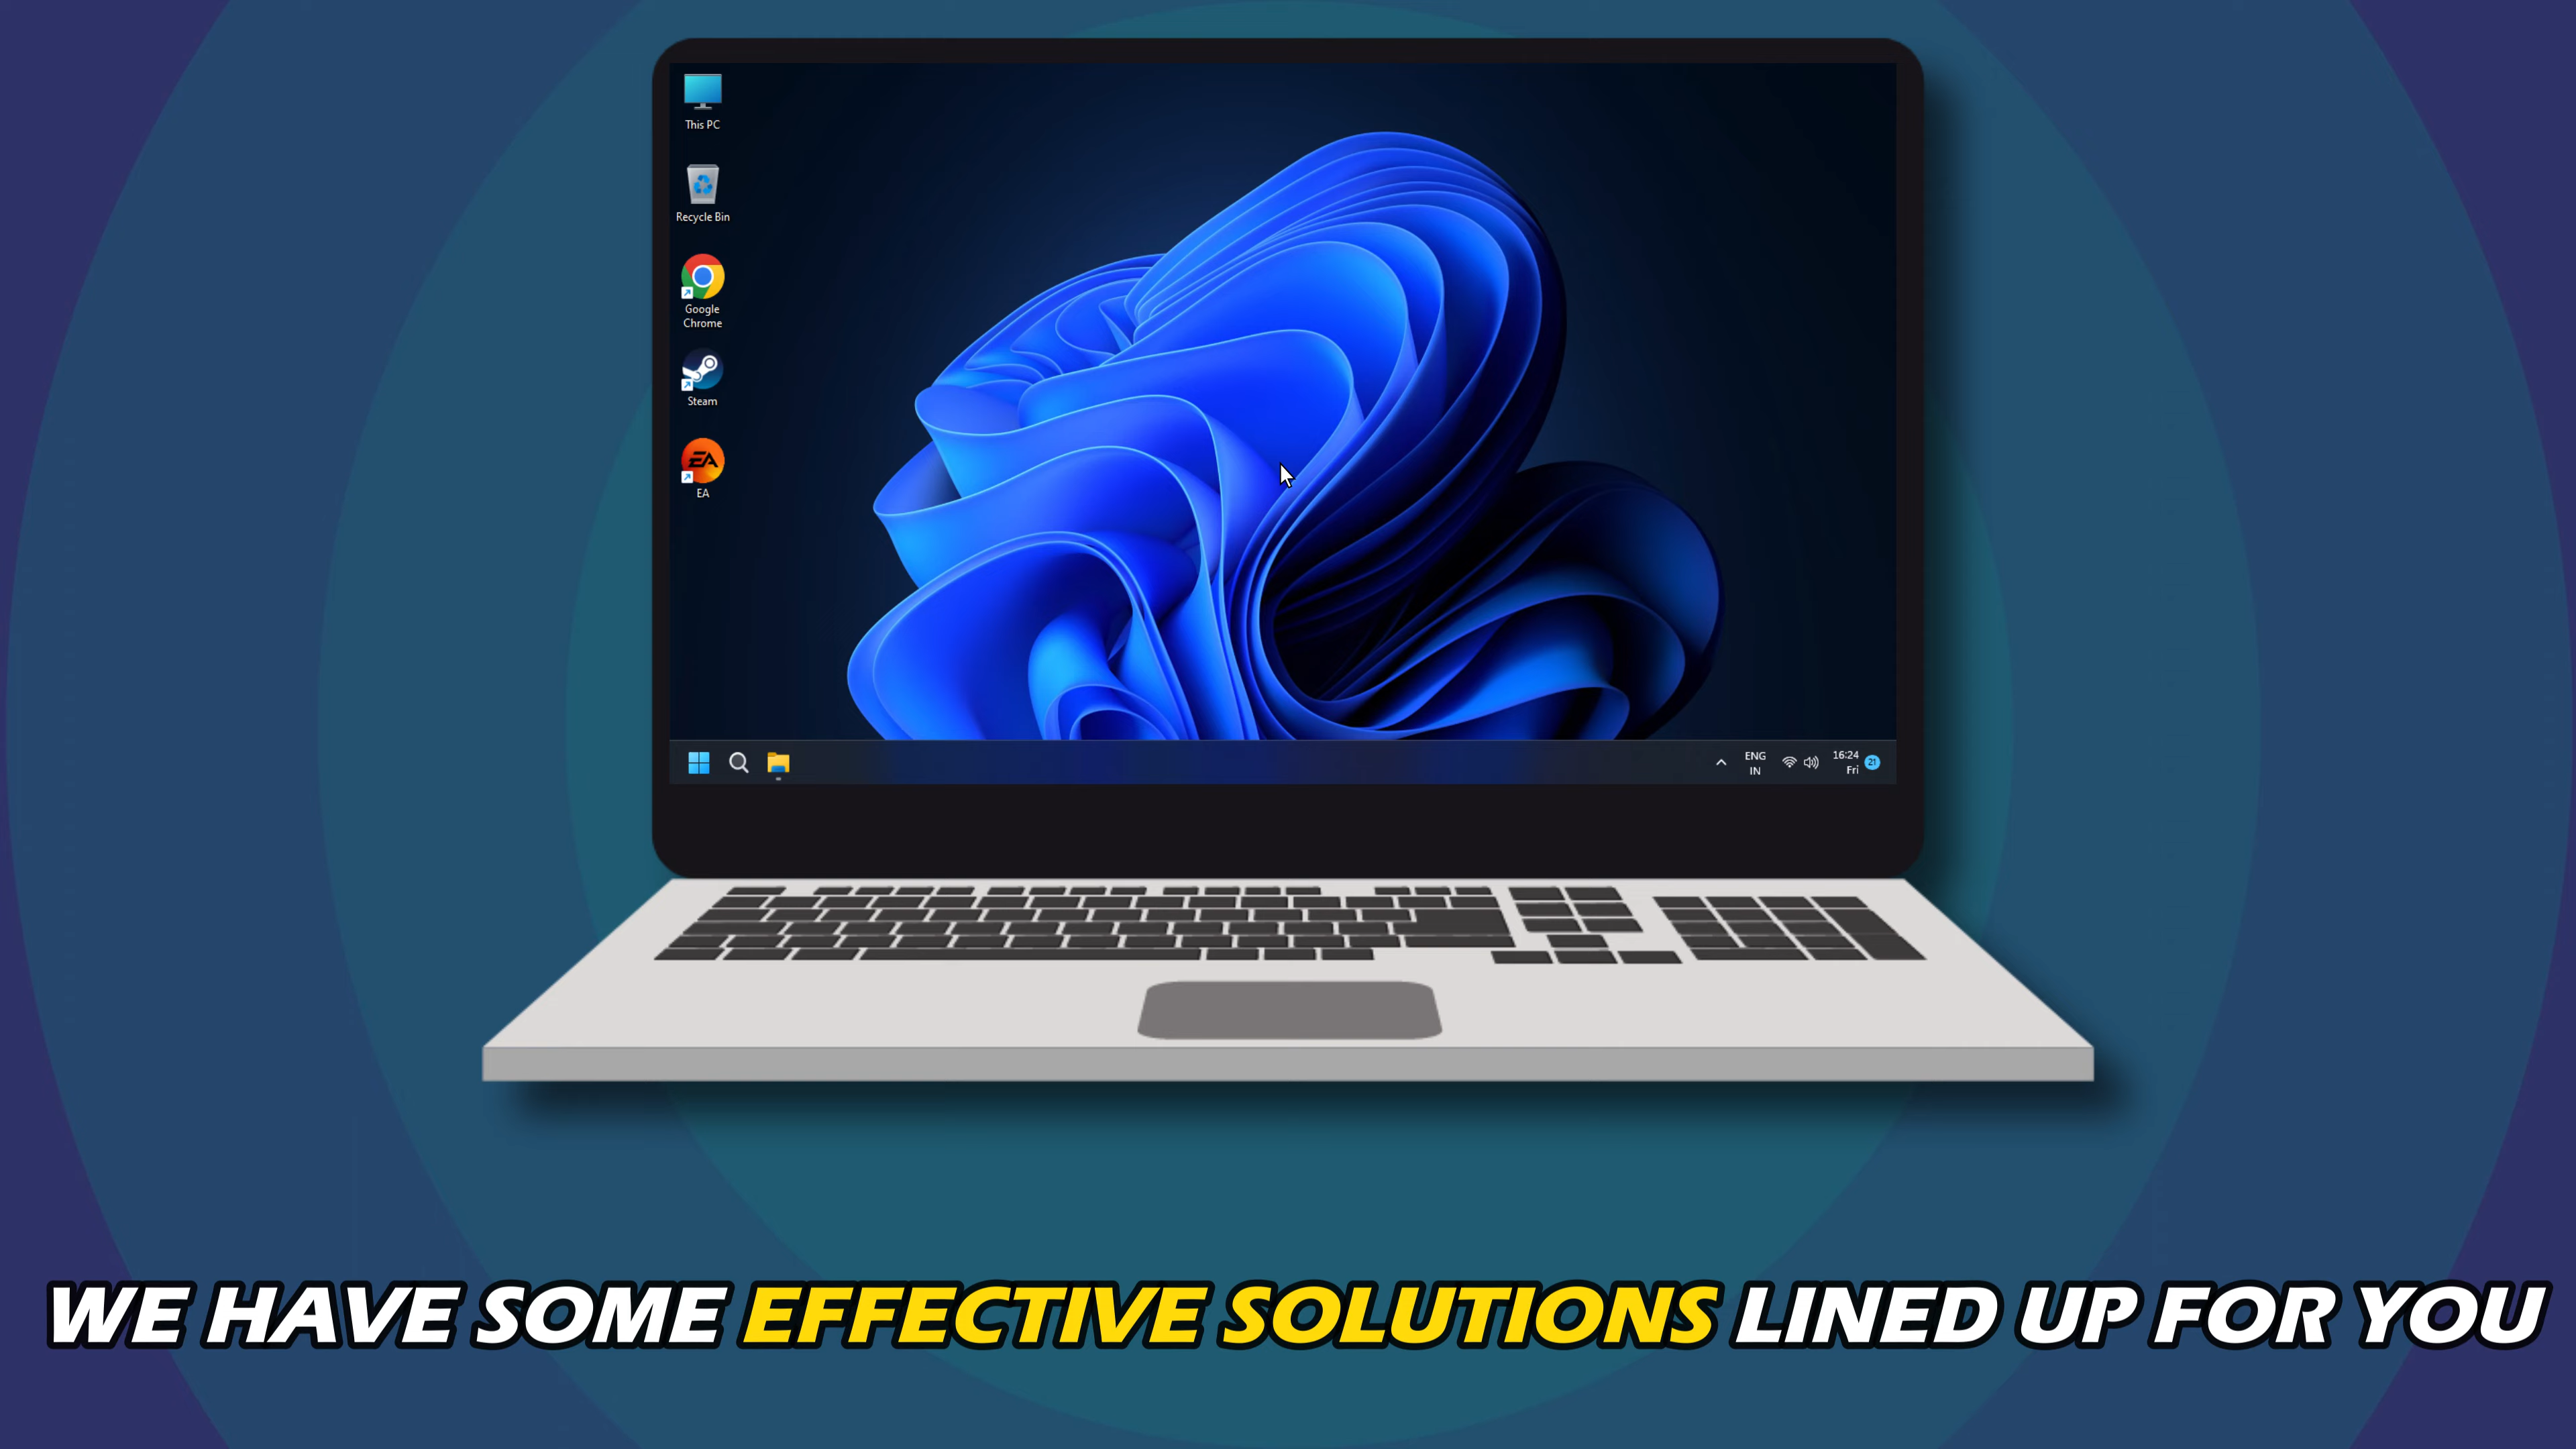 This PC
Recycle Bin
Google
Chrome
Steam
EA
EA
ENG
IN
16:24
Fri
21
WE HAVE SOME EFFECTIVE SOLUTIONS LINED UP FOR YOU